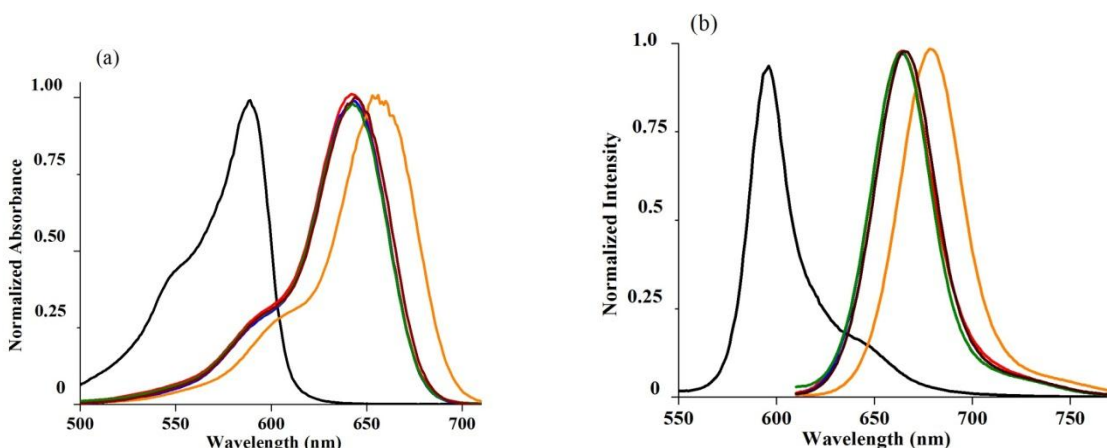 (a)
1.00
0.75
0.50
0.25
0
Normalized Absorbance
500 550 600 650 700
Wavelength (nm)
(b)
1.0
0.75
0.50
0.25
0
Normalized Intensity
550 600 650 700 750
Wavelength (nm)